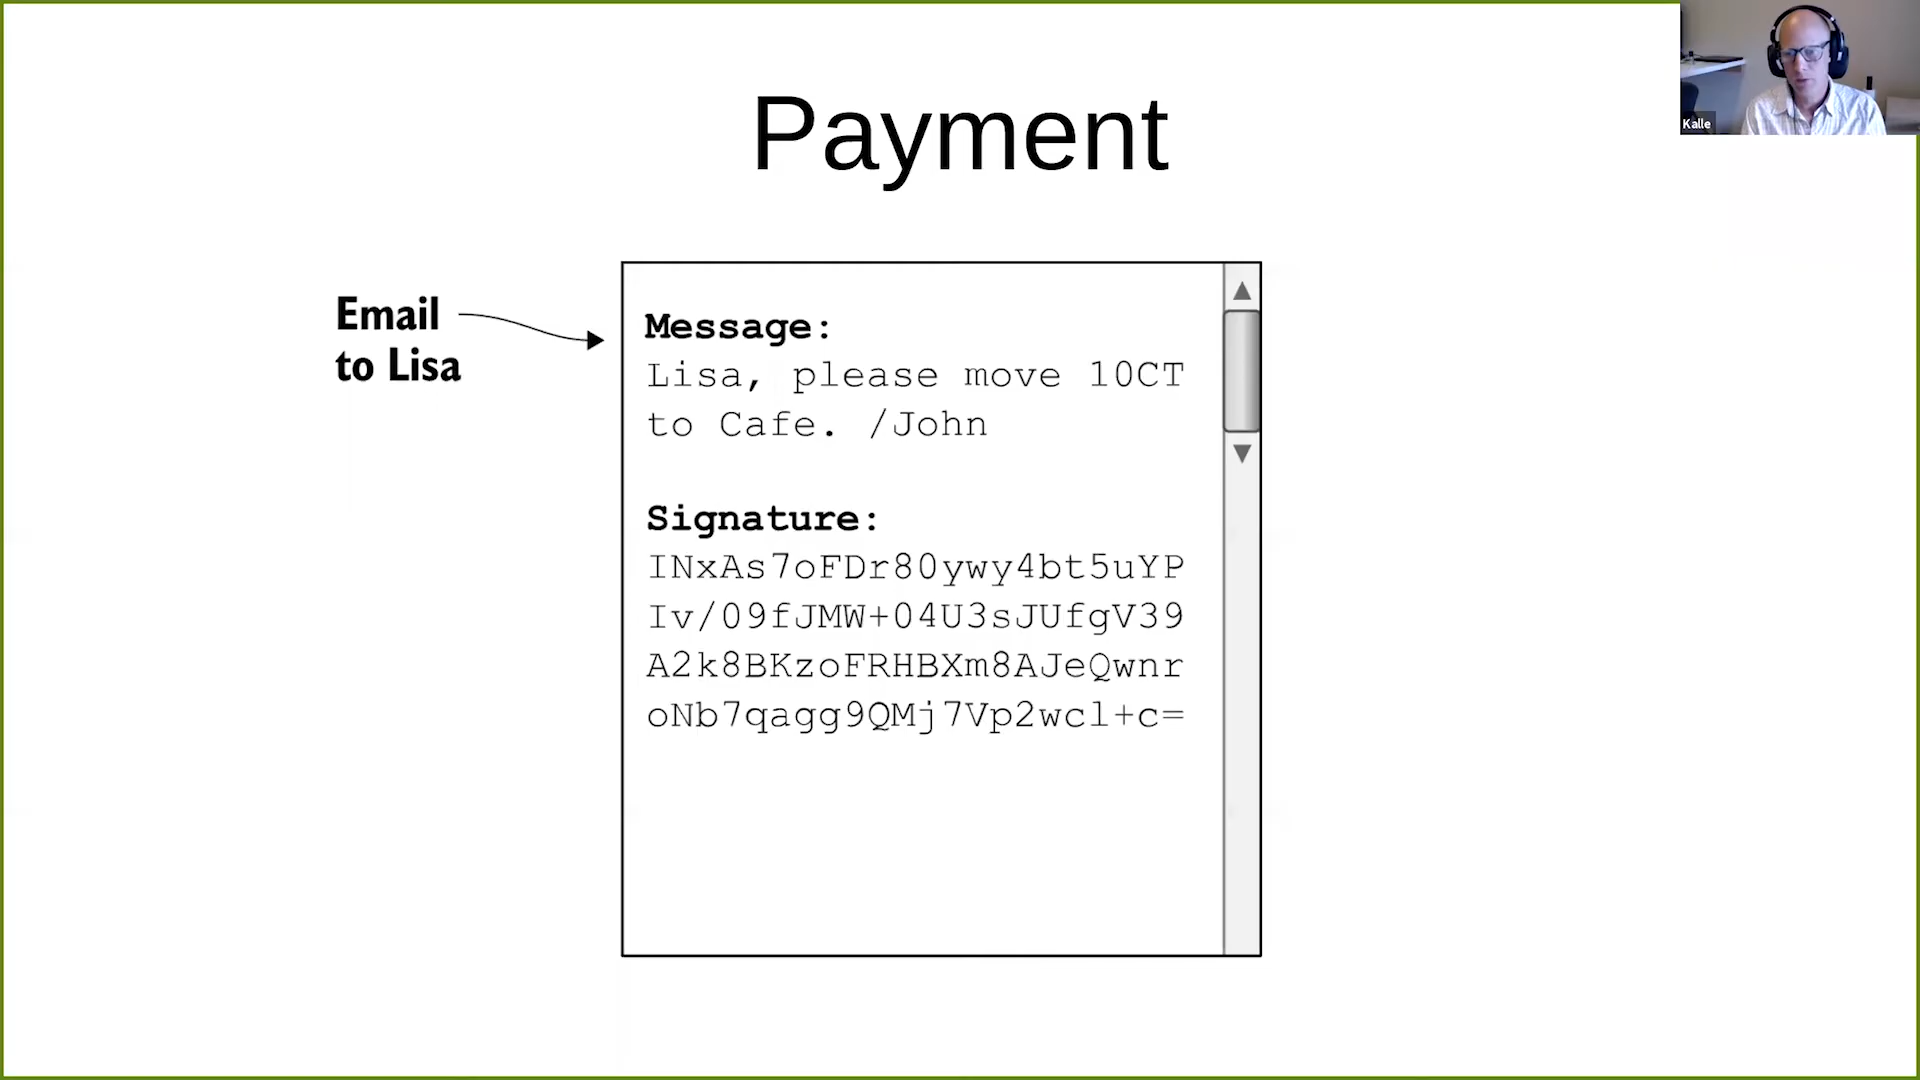 Payment
Kalle
Email
to Lisa
Message:
Lisa, please move 10CT
to Cafe. /John
Signature:
INxAs7oFDr80ywy4bt5uYP
Iv/09fJMW+04U3sJUfgV39
A2k8BKzoFRHBXm8AJeQwnr
oNb7qagg9QMj7Vp2wcl+c=